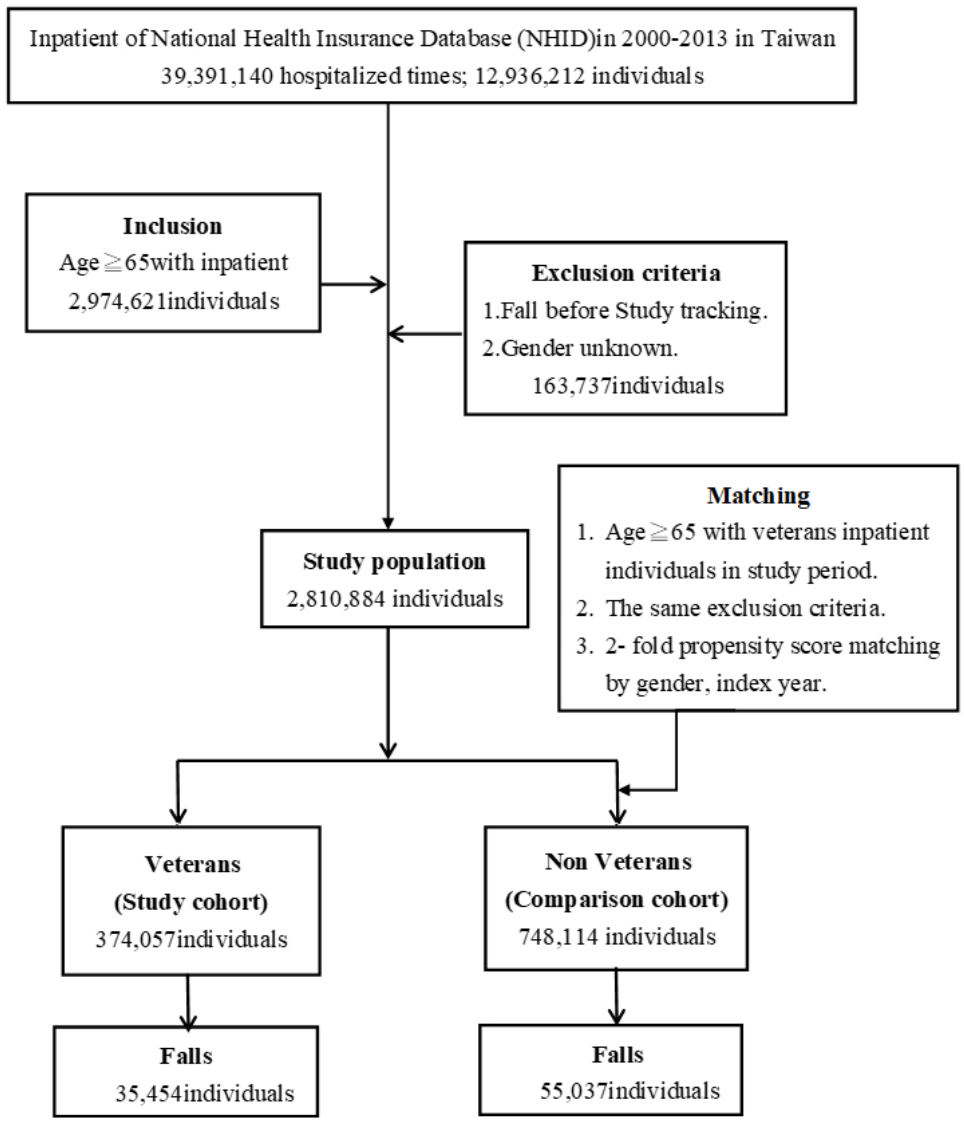 Inpatient of National Health Insurance Database (NHID)in 2000-2013 in Taiwan
39,391,140 hospitalized times; 12,936,212 individuals
Inclusion
Age≧65with inpatient
2,974,621individuals
Exclusion criteria
1.Fall before Study tracking.
2.Gender unknown.
163,737individuals
Matching
1. Age≧65 with veterans inpatient
individuals in study period.
2. The same exclusion criteria.
3. 2- fold propensity score matching
by gender, index year.
Study population
2,810,884 individuals
Veterans
(Study cohort)
374,057individuals
Non Veterans
(Comparison cohort)
748,114 individuals
Falls
35,454individuals
Falls
55,037individuals